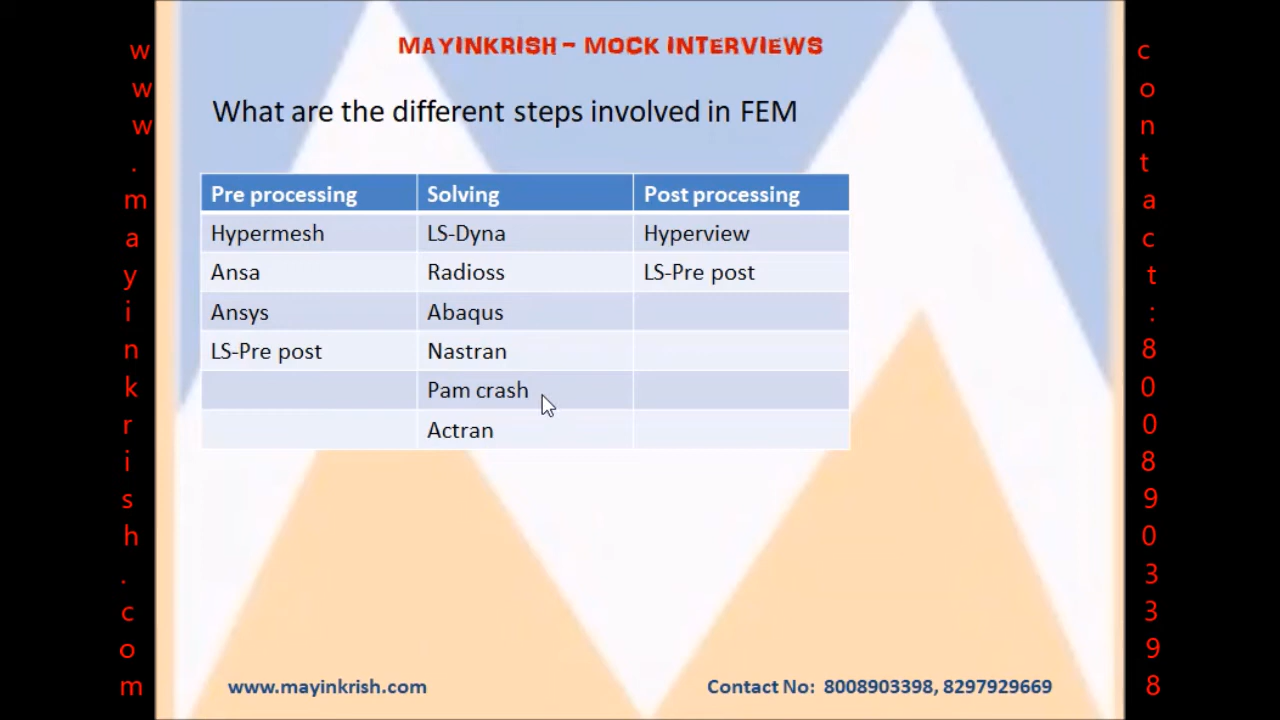 MAYINKRISH – MOCK INTERVIEWS
What are the different steps involved in FEM
Pre processing Solving Post processing
Hypermesh LS-Dyna Hyperview
Ansa Radioss LS-Pre post
Ansys Abaqus
LS-Pre post Nastran
Pam crash
Actran
www.mayinkrish.com
Contact No: 8008903398, 8297929669
www.mayinkrish.com
contact:8008903398